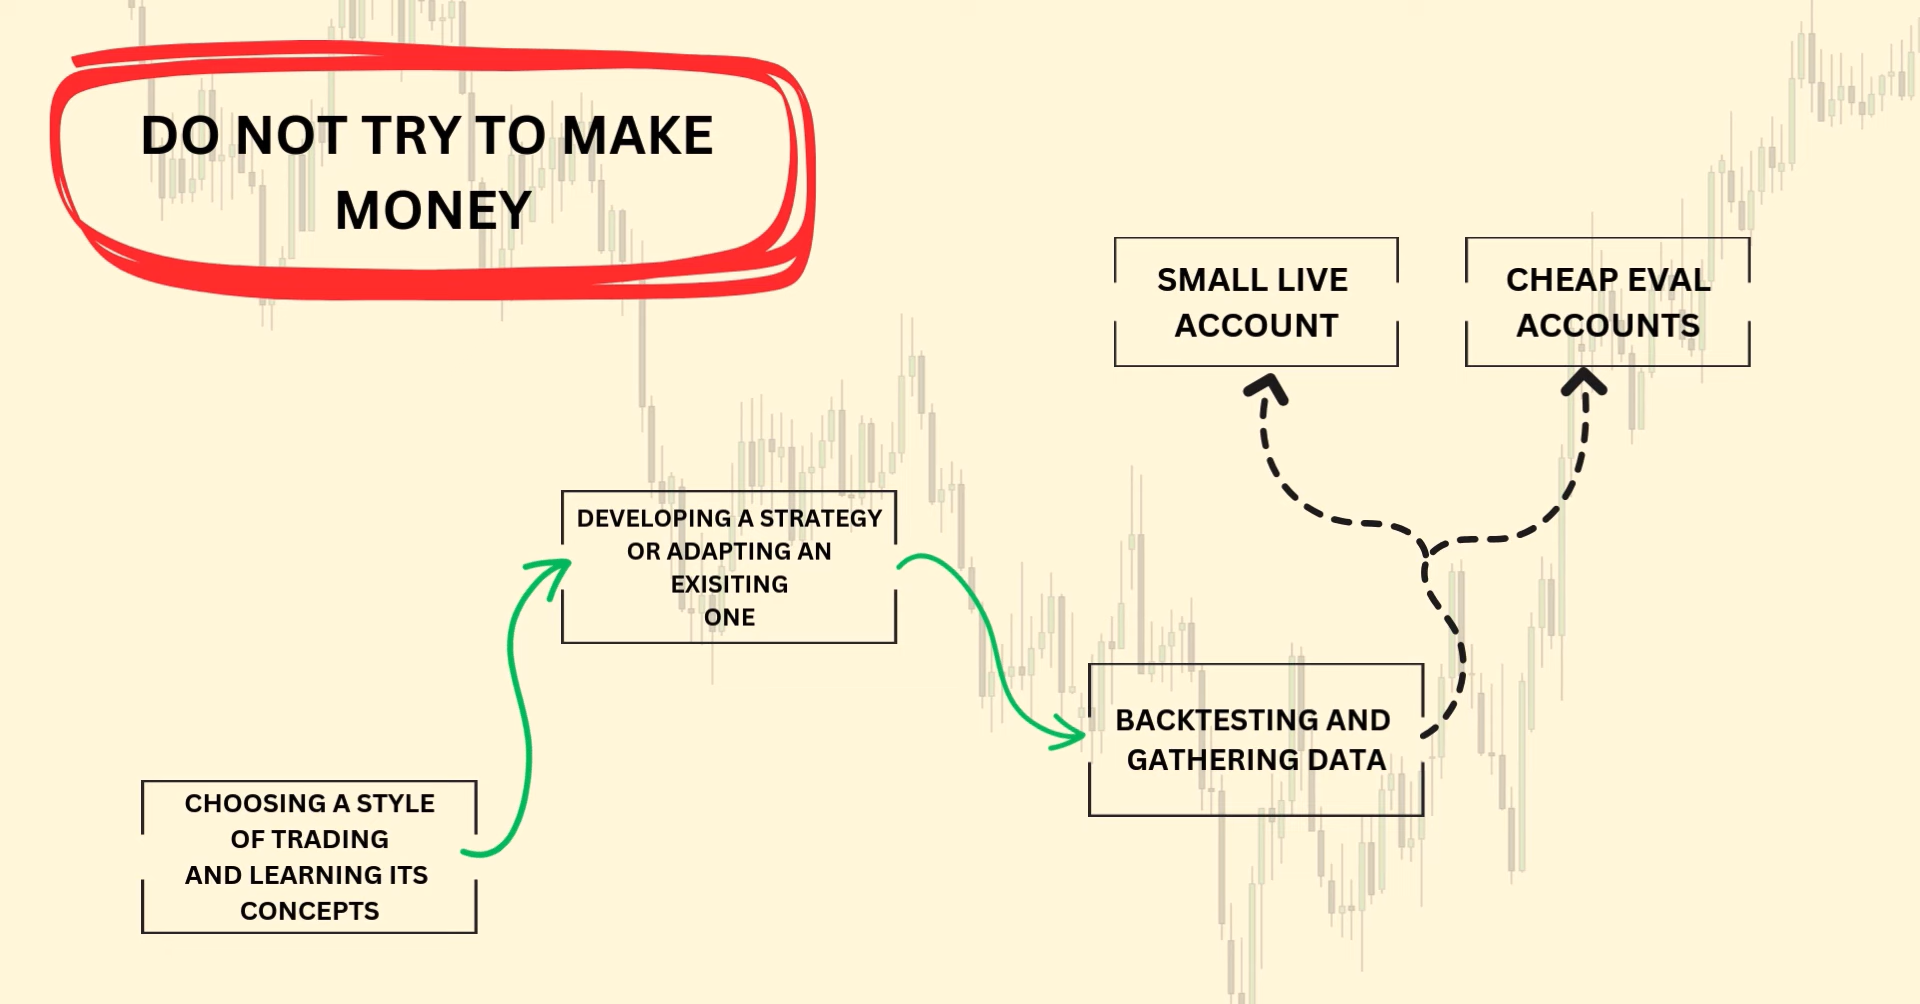 DO NOT TRY TO MAKE
MONEY
SMALL LIVE
ACCOUNT
CHEAP EVAL
ACCOUNTS
DEVELOPING A STRATEGY
OR ADAPTING AN
EXISITING
ONE
BACKTESTING AND
GATHERING DATA
CHOOSING A STYLE
OF TRADING
AND LEARNING ITS
CONCEPTS